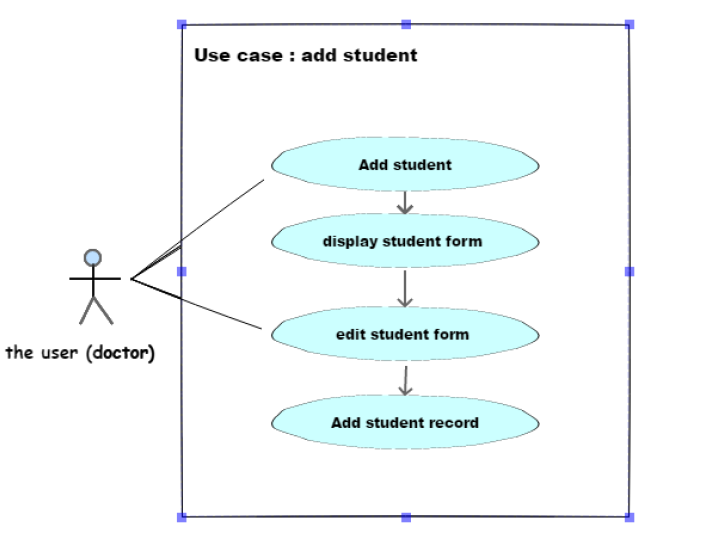 Use case : add student
Add student
display student form
edit student form
the user (doctor)
Add student record